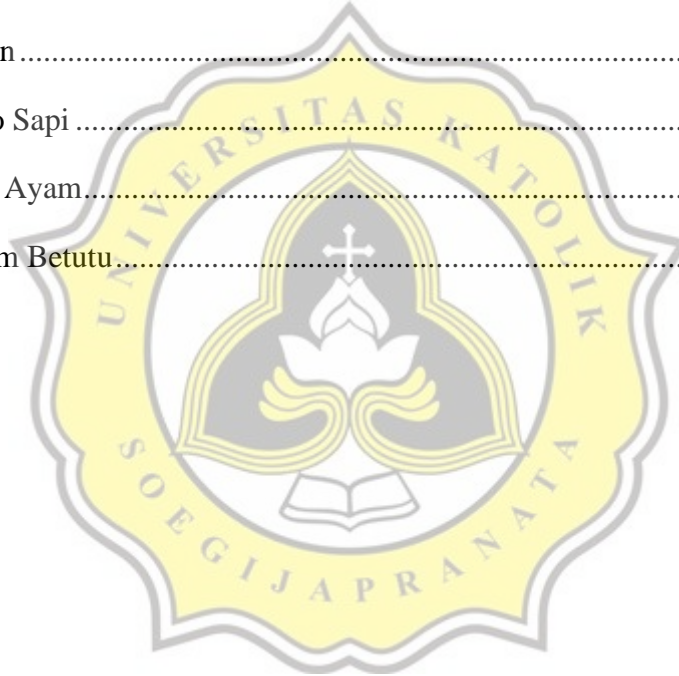 n ........................................................................
o Sapi ................................................................
Ayam...............................................................
m Betutu...........................................................
UNIVERSITAS KATOLIK
SOEGIJAPRANATA